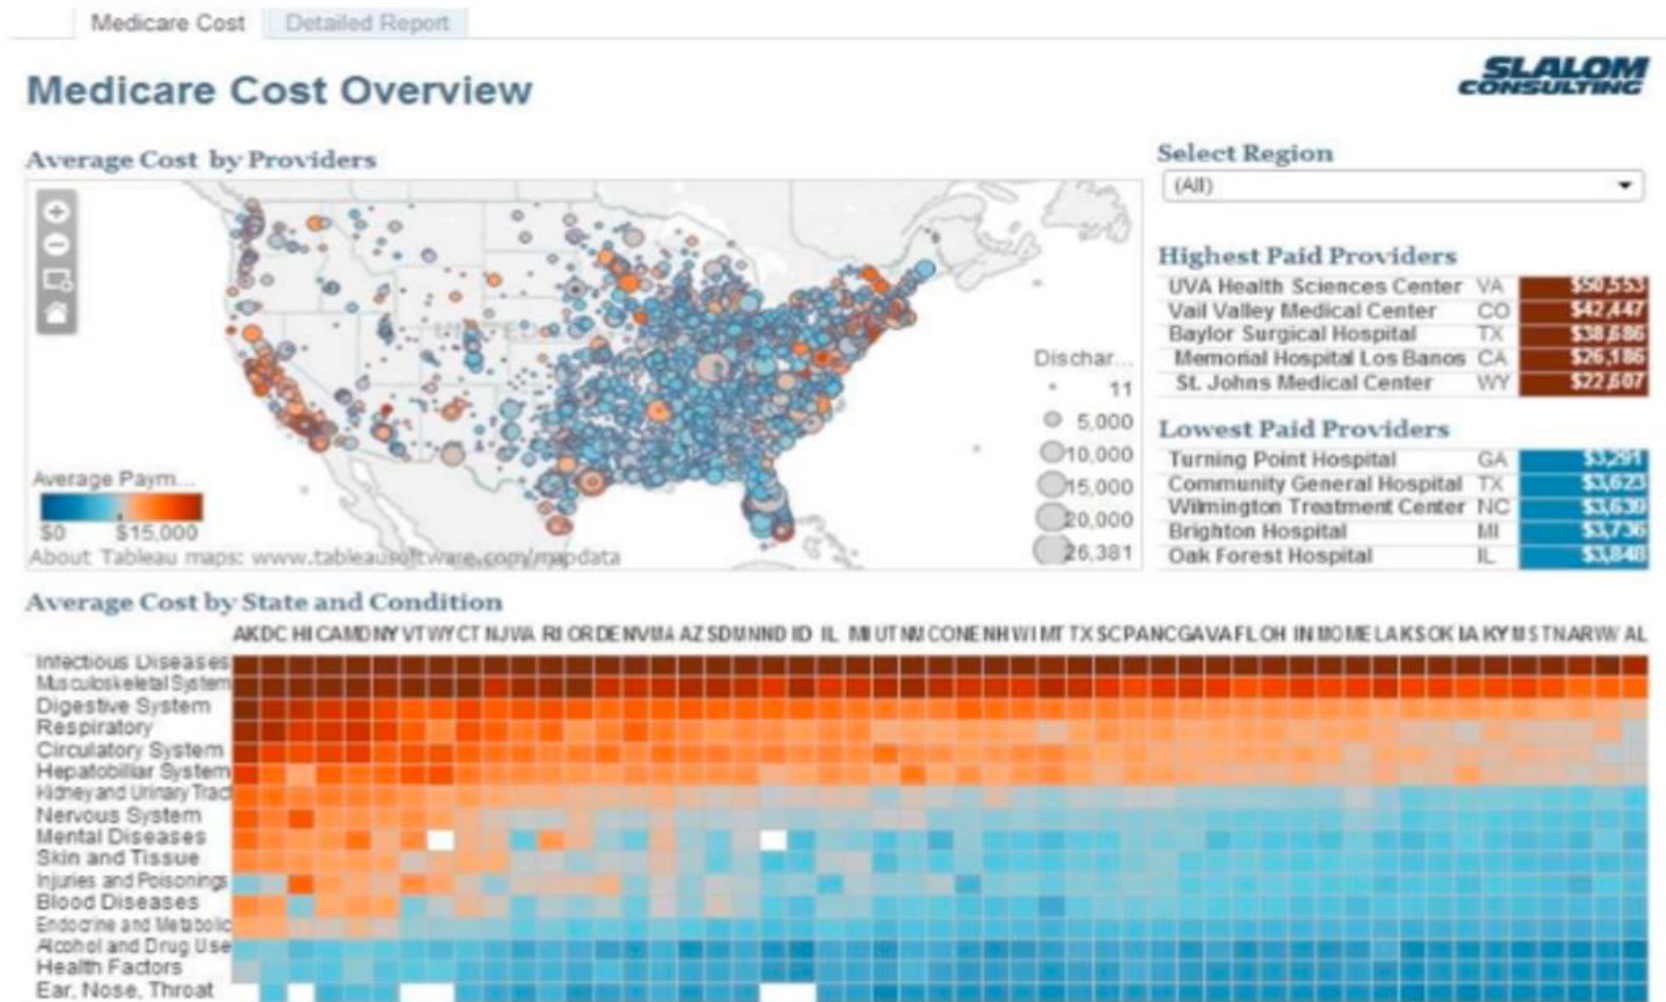 Medicare Cost
Detailed Report
Medicare Cost Overview
SLALOM
CONSULTING
Average Cost by Providers
Select Region
(All)
Highest Paid Providers
UVA Health Sciences Center VA $50,553
Vail Valley Medical Center CO $42,447
Baylor Surgical Hospital TX $38,686
Memorial Hospital Los Banos CA $26,186
St. Johns Medical Center WY $22,607
Dischar...
11
5,000
10,000
15,000
20,000
26,381
Lowest Paid Providers
Turning Point Hospital GA $3,291
Community General Hospital TX $3,623
Wilmington Treatment Center NC $3,639
Brighton Hospital MI $3,736
Oak Forest Hospital IL $3,848
Average Paym...
$0 $15,000
About Tableau maps: www.tableausoftware.com/mapdata
Average Cost by State and Condition
AK DC HI CA MD NY VT WY CT NJ WA RI OR DE NV MA AZ SD MN ND ID IL MI UT NM CO NE NH WI MT TX SC PA NC GA VA FL OH IN MO ME LA KS OK IA KY MS TN AR WV AL
Infectious Diseases
Musculoskeletal System
Digestive System
Respiratory
Circulatory System
Hepatobiliar System
Kidney and Urinary Tract
Nervous System
Mental Diseases
Skin and Tissue
Injuries and Poisonings
Blood Diseases
Endocrine and Metabolic
Alcohol and Drug Use
Health Factors
Ear, Nose, Throat